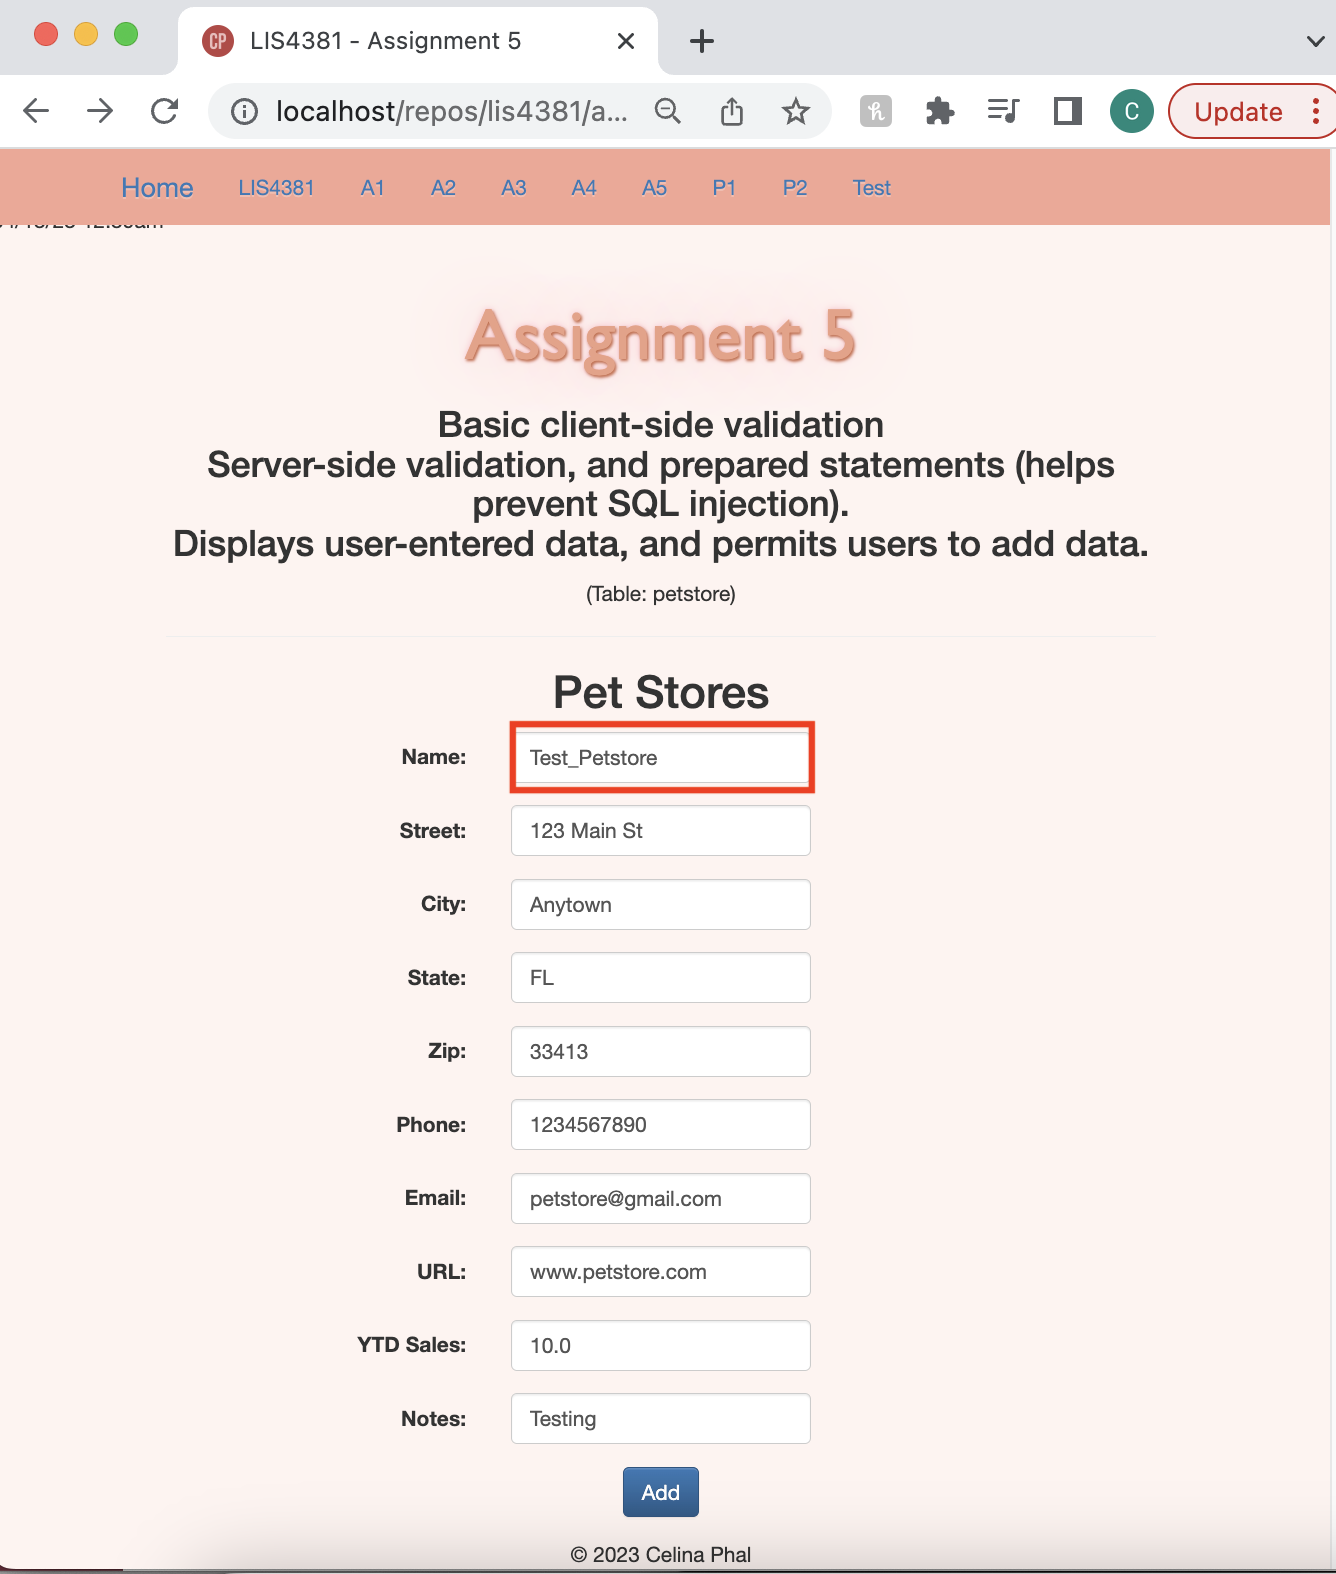 CP LIS4381 - Assignment 5
localhost/repos/lis4381/a...
C
Update
Home LIS4381 A1 A2 A3 A4 A5 P1 P2 Test
Assignment 5
Basic client-side validation
Server-side validation, and prepared statements (helps
prevent SQL injection).
Displays user-entered data, and permits users to add data.
(Table: petstore)
Pet Stores
Name: Test_Petstore
Street: 123 Main St
City: Anytown
State: FL
Zip: 33413
Phone: 1234567890
Email: petstore@gmail.com
URL: www.petstore.com
YTD Sales: 10.0
Notes: Testing
Add
© 2023 Celina Phal